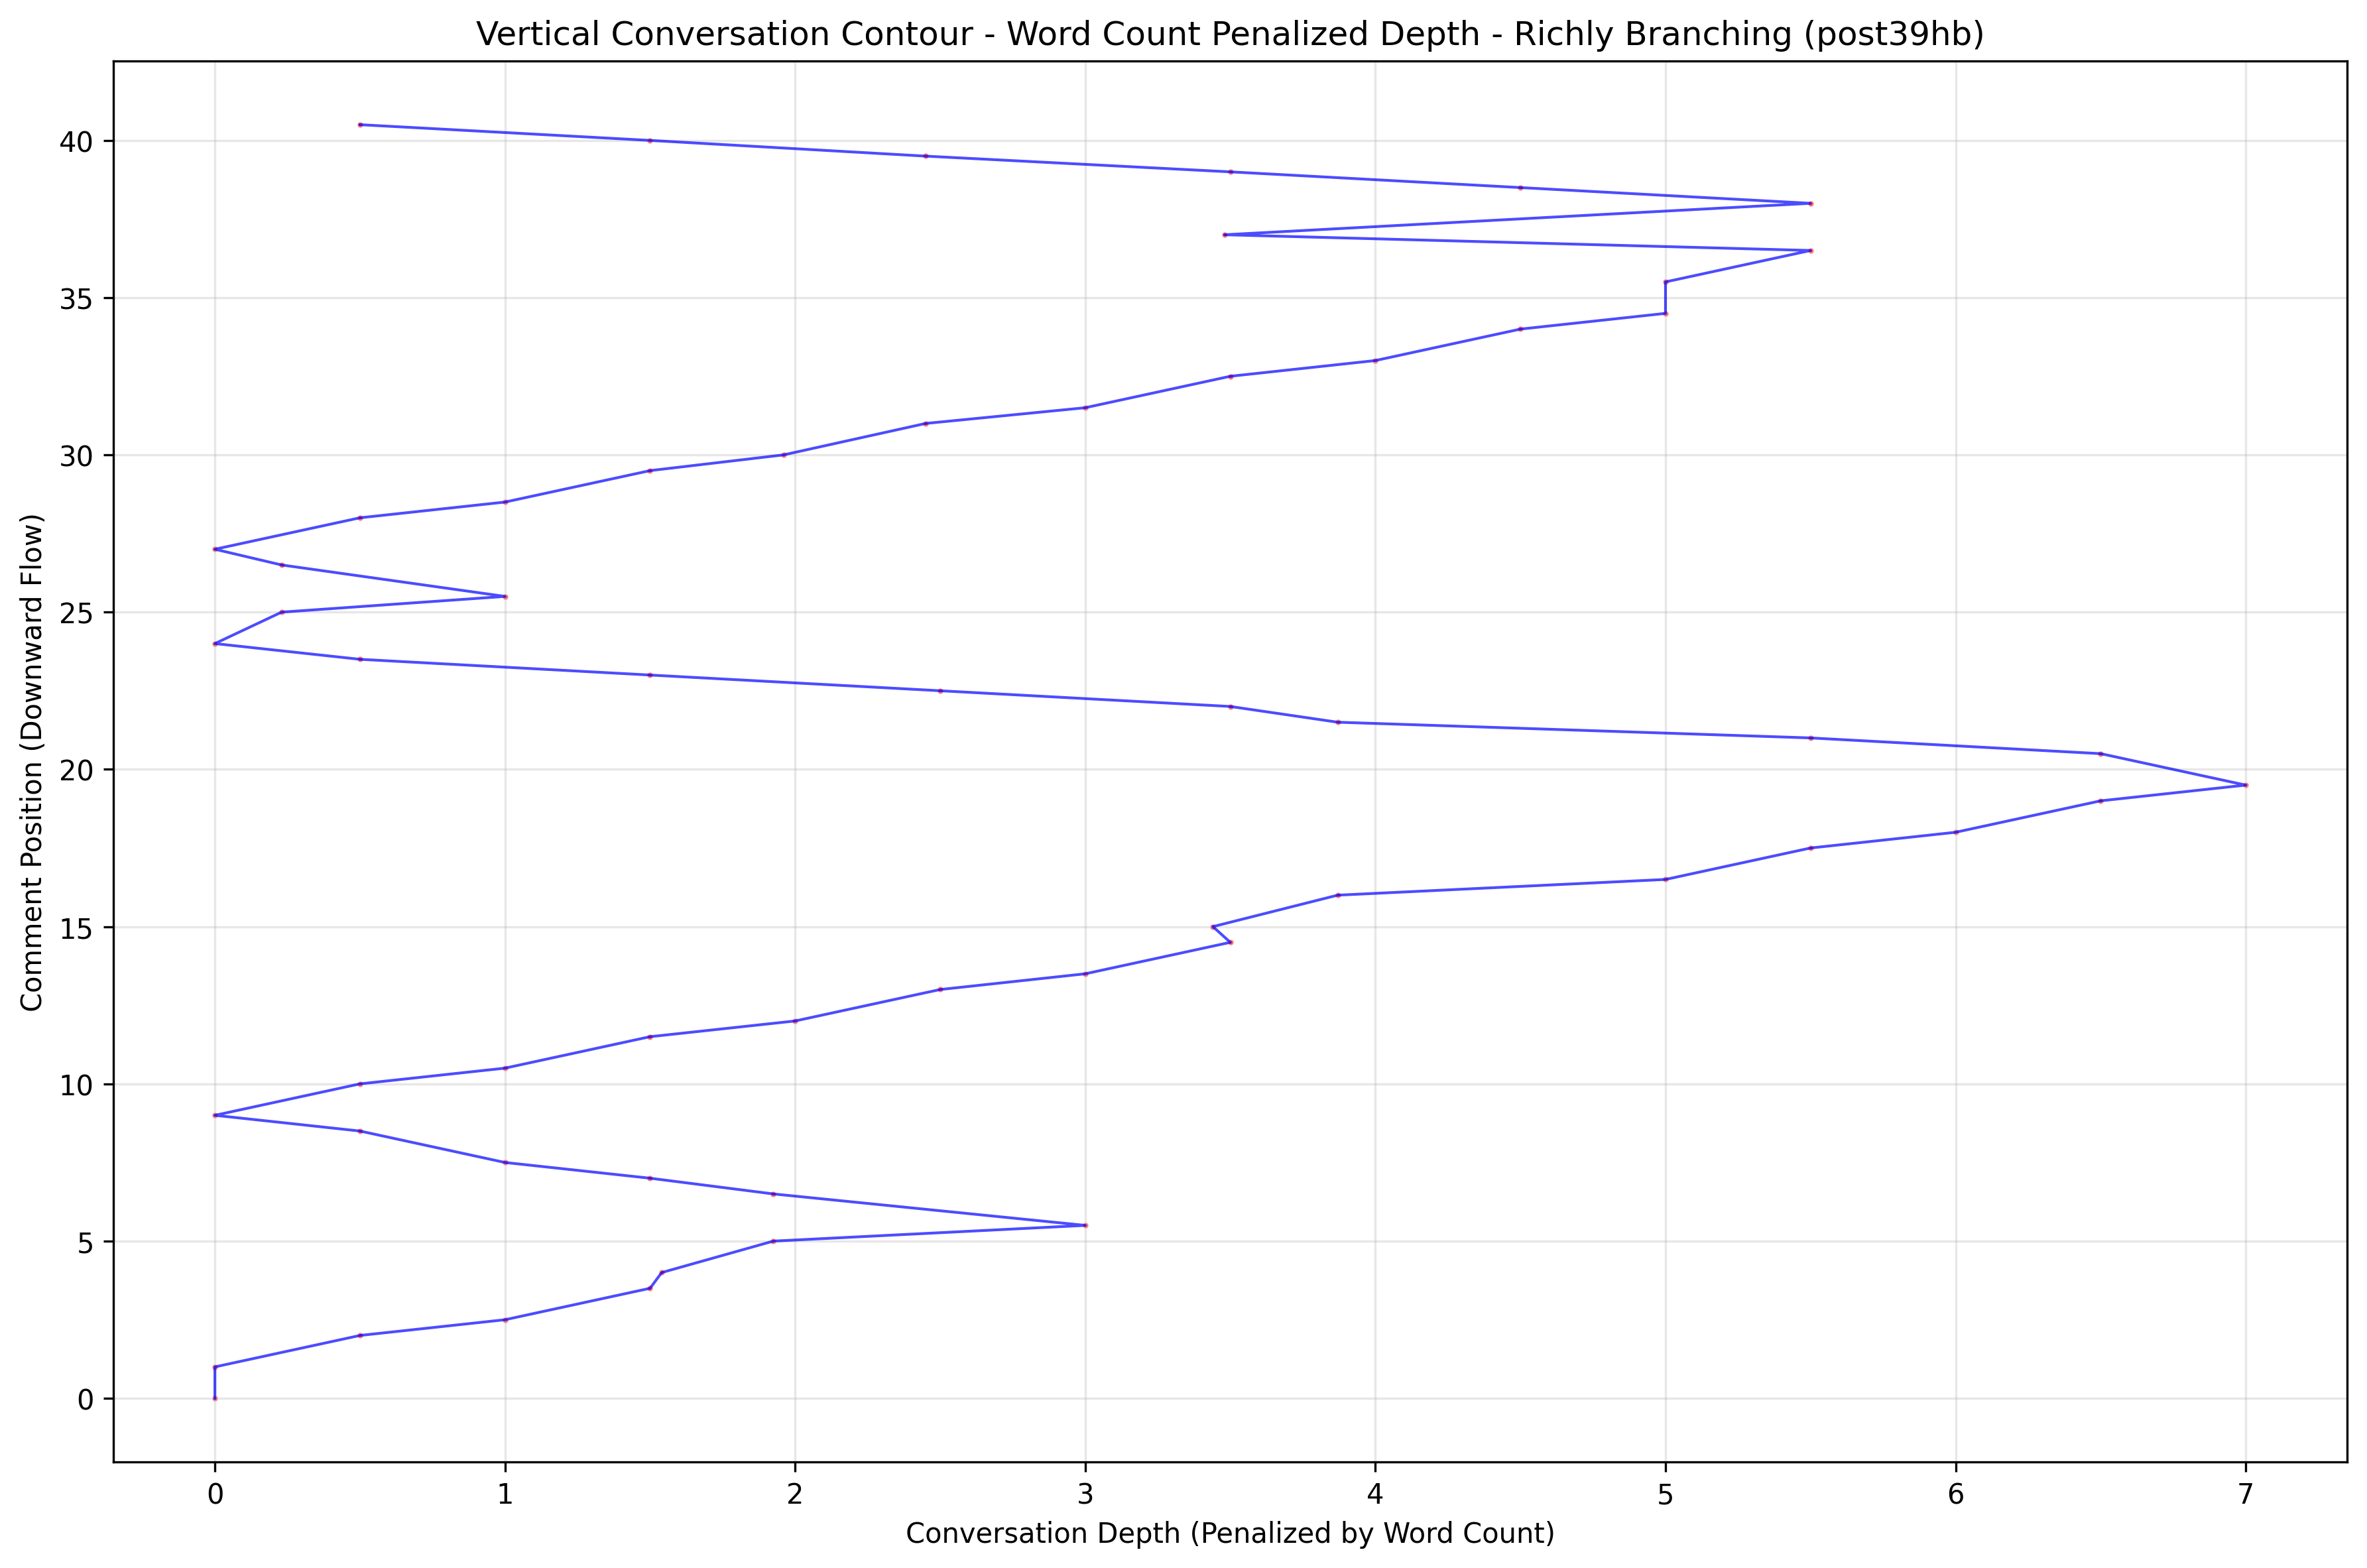 Vertical Conversation Contour - Word Count Penalized Depth - Richly Branching (post39hb)
Comment Position (Downward Flow)
40
35
30
25
20
15
10
5
0
0 1 2 3 4 5 6 7
Conversation Depth (Penalized by Word Count)